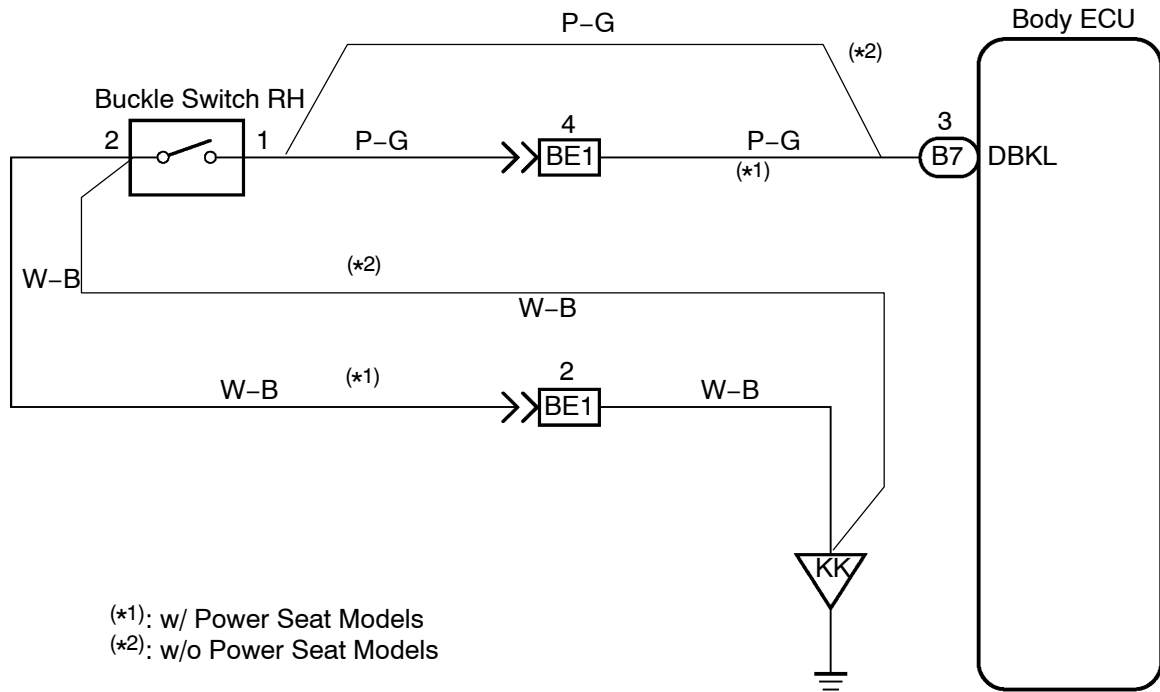 Body ECU
P−G
(*2)
Buckle Switch RH
2
1
P−G
4
BE1
P−G
(*1)
3
B7
DBKL
W−B
(*2)
W−B
W−B
(*1)
2
BE1
W−B
KK
(*1): w/ Power Seat Models
(*2): w/o Power Seat Models